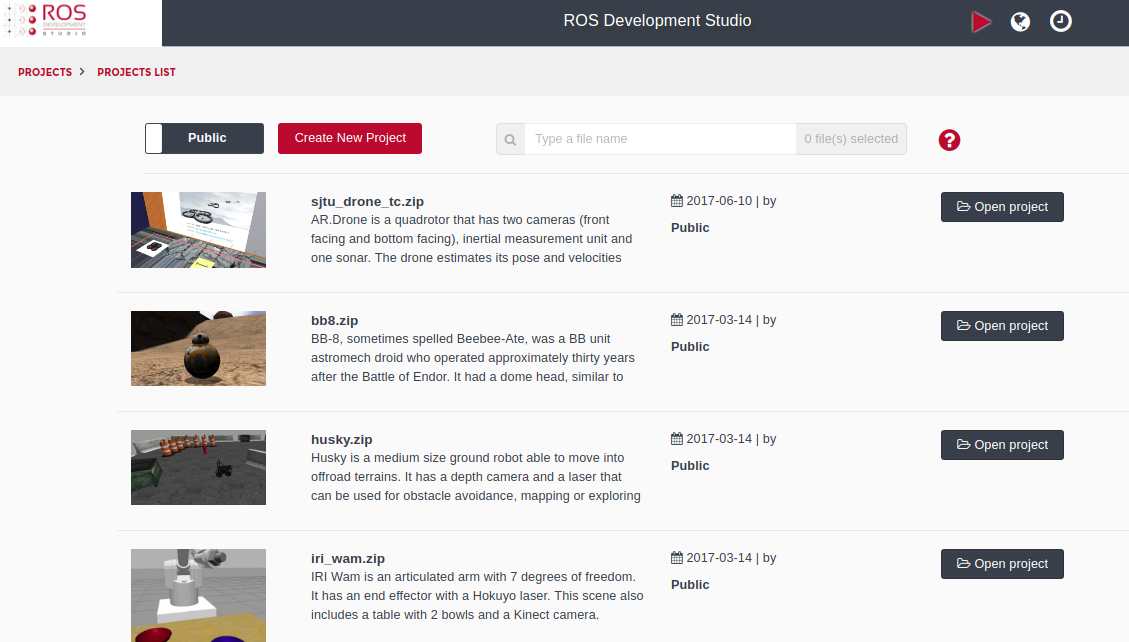 ROS
DEVELOPMENT
STUDIO
ROS Development Studio
PROJECTS > PROJECTS LIST
Public
Create New Project
Type a file name
0 file(s) selected
?
sjtu_drone_tc.zip
AR.Drone is a quadrotor that has two cameras (front
facing and bottom facing), inertial measurement unit and
one sonar. The drone estimates its pose and velocities
2017-06-10 | by
Public
Open project
bb8.zip
BB-8, sometimes spelled Beebee-Ate, was a BB unit
astromech droid who operated approximately thirty years
after the Battle of Endor. It had a dome head, similar to
2017-03-14 | by
Public
Open project
husky.zip
Husky is a medium size ground robot able to move into
offroad terrains. It has a depth camera and a laser that
can be used for obstacle avoidance, mapping or exploring
2017-03-14 | by
Public
Open project
iri_wam.zip
IRI Wam is an articulated arm with 7 degrees of freedom.
It has an end effector with a Hokuyo laser. This scene also
includes a table with 2 bowls and a Kinect camera.
2017-03-14 | by
Public
Open project